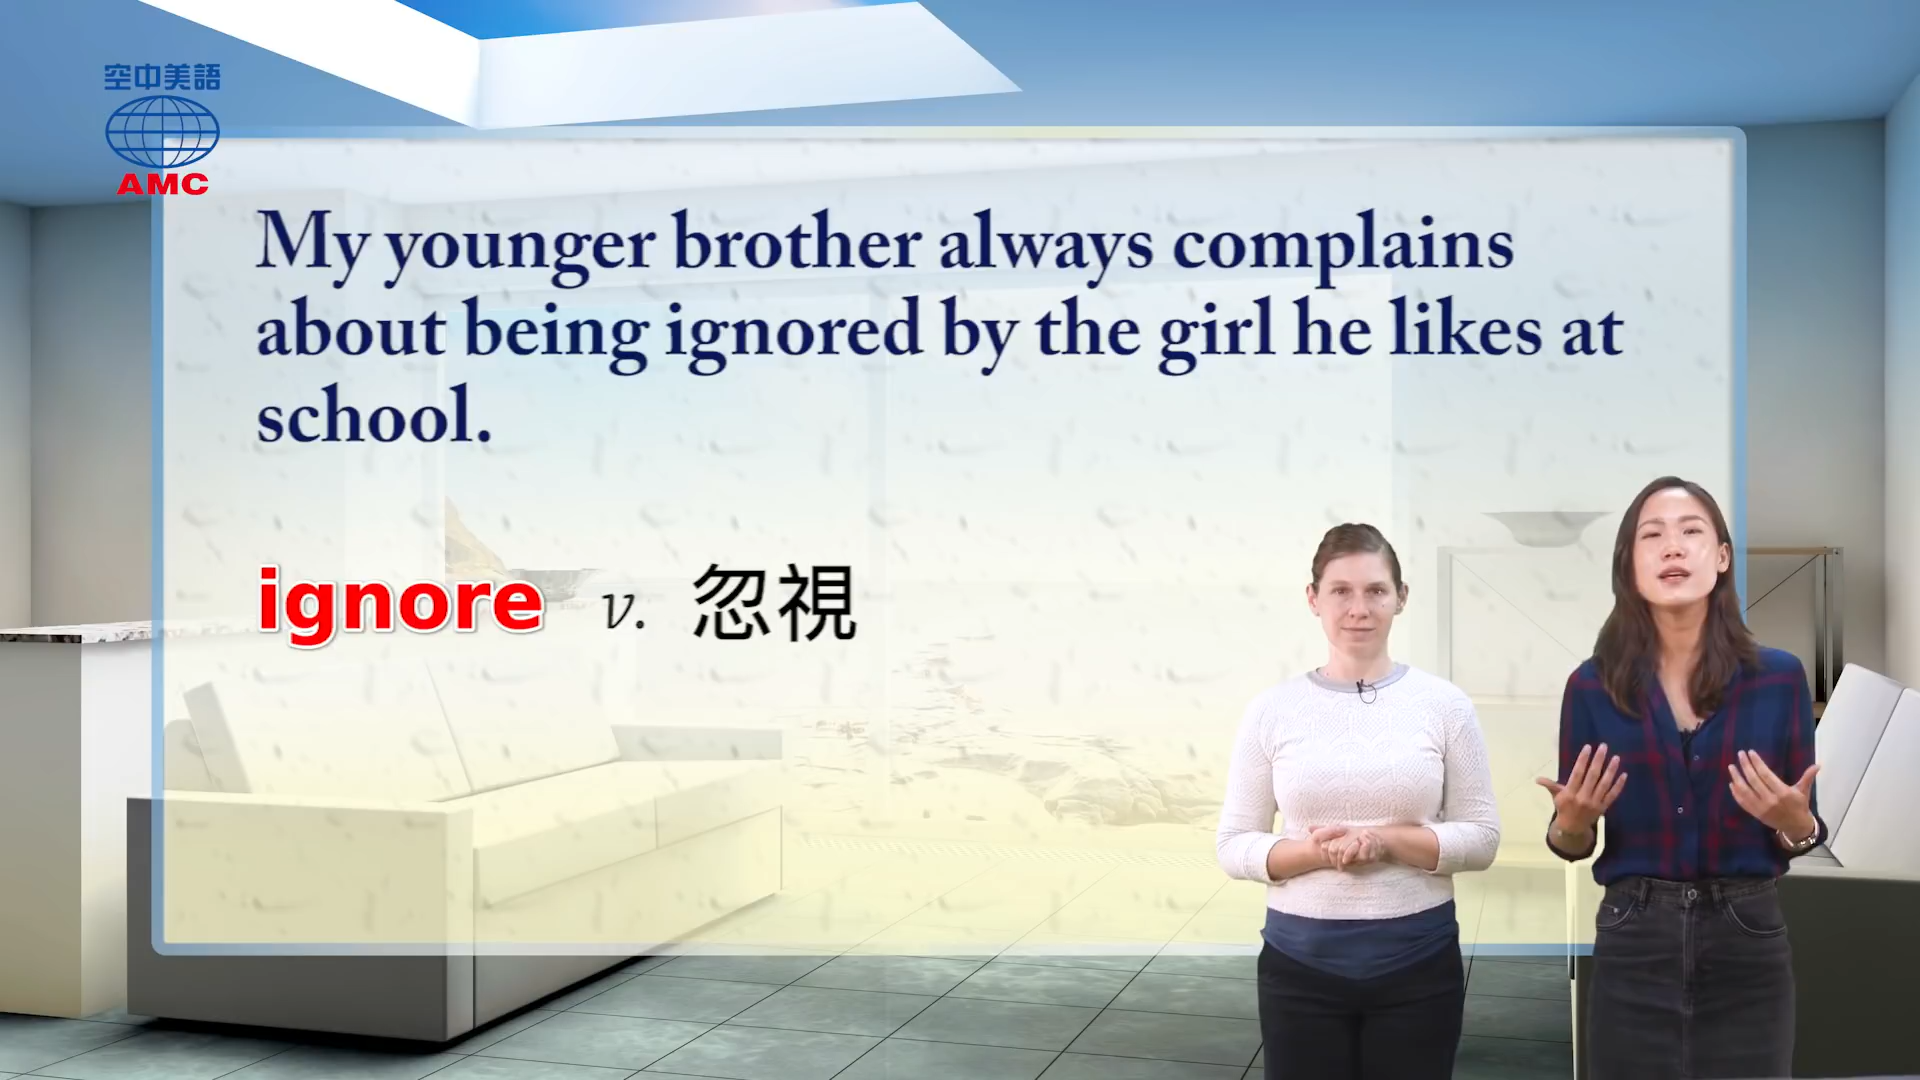 空中美語
AMC
My younger brother always complains
about being ignored by the girl he likes at
school.
ignore v. 忽視